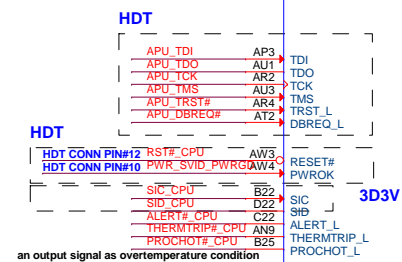 HDT
APU_TDI AP3 TDI
APU_TDO AU1 TDO
APU_TCK AR2 TCK
APU_TMS AU3 TMS
APU_TRST# AR4 TRST_L
APU_DBREQ# AT2 DBREQ_L
HDT
HDT CONN PIN#12 RST#_CPU AW3 RESET#
HDT CONN PIN#10 PWR_SVID_PWRGD AW4 PWROK
3D3V
SIC_CPU B22 SIC
SID_CPU D22 SID
ALERT#_CPU C22 ALERT_L
THERMTRIP#_CPU AN9 THERMTRIP_L
PROCHOT#_CPU B25 PROCHOT_L
an output signal as overtemperature condition